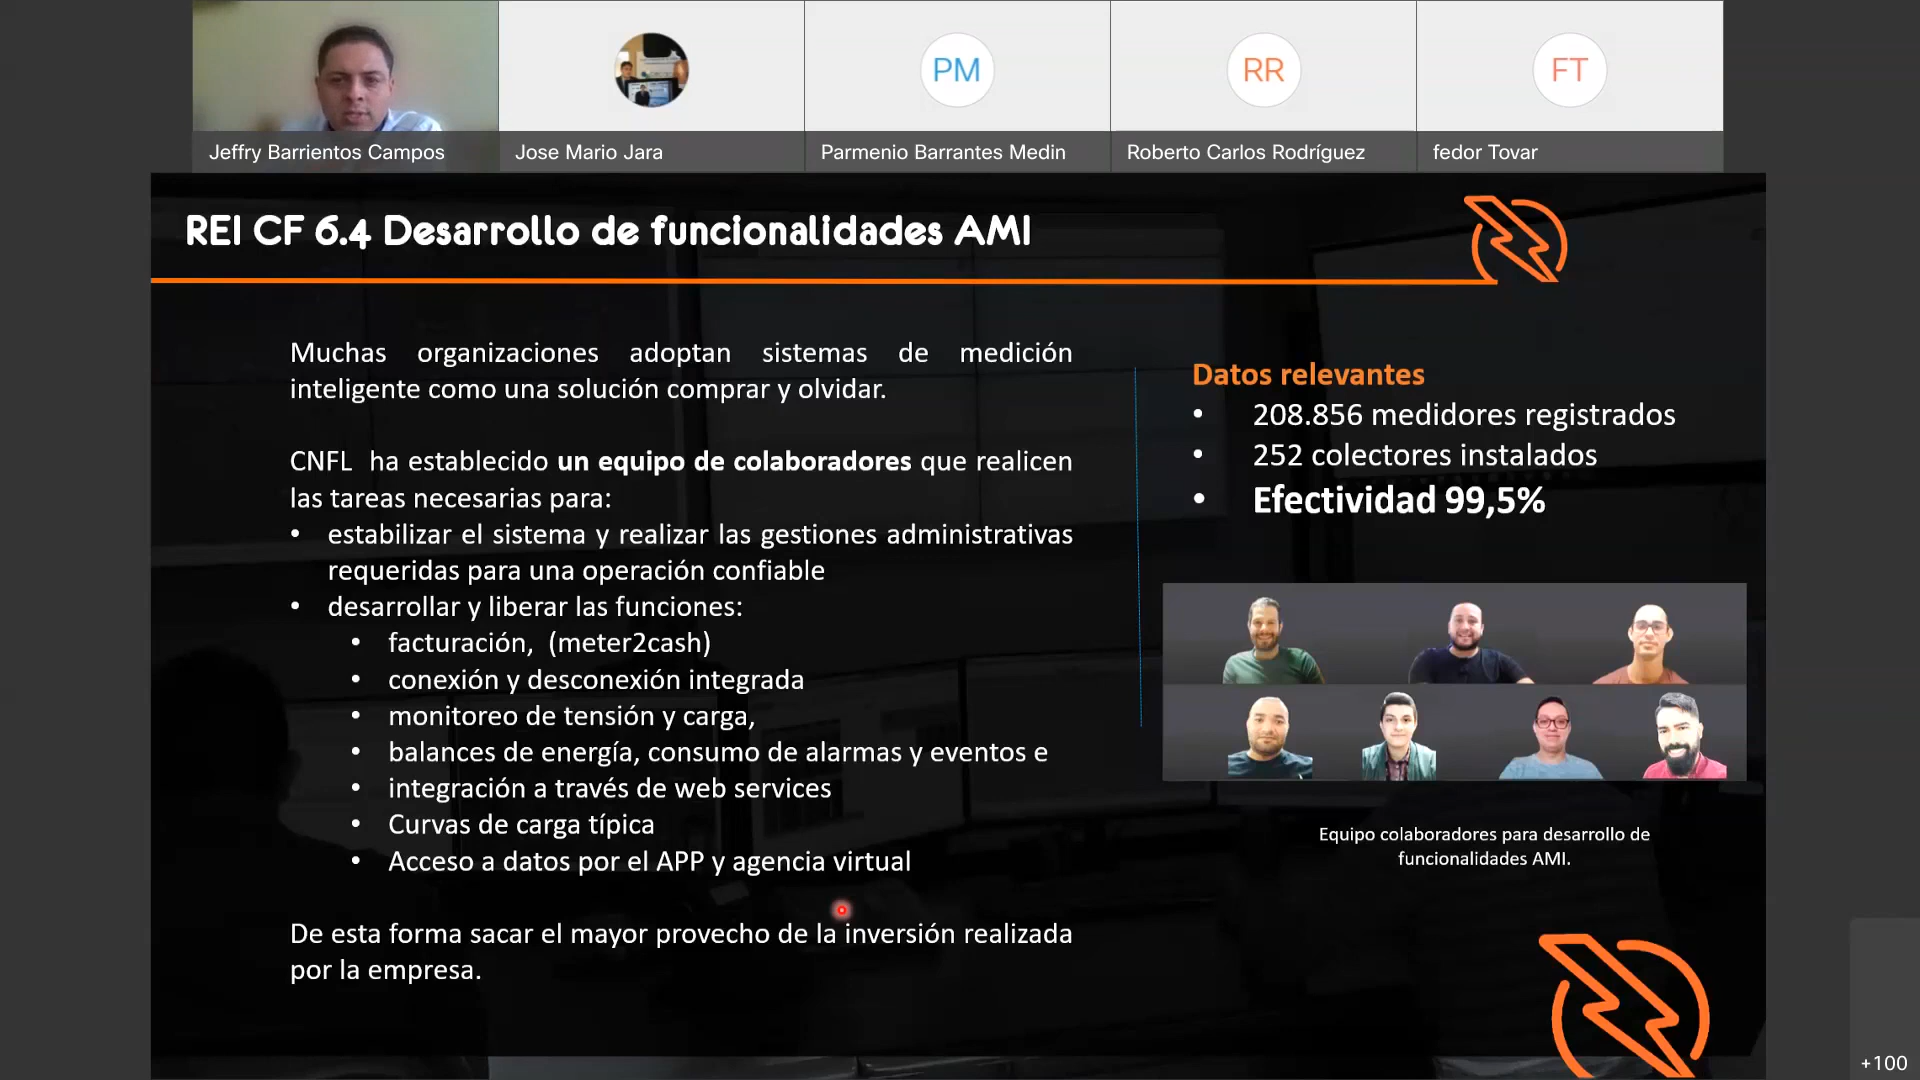 PM
RR
FT
Jeffry Barrientos Campos
Jose Mario Jara
Parmenio Barrantes Medin
Roberto Carlos Rodríguez
fedor Tovar
REI CF 6.4 Desarrollo de funcionalidades AMI
Muchas organizaciones adoptan sistemas de medición
inteligente como una solución comprar y olvidar.
CNFL ha establecido un equipo de colaboradores que realicen
las tareas necesarias para:
• estabilizar el sistema y realizar las gestiones administrativas
requeridas para una operación confiable
• desarrollar y liberar las funciones:
• facturación, (meter2cash)
• conexión y desconexión integrada
• monitoreo de tensión y carga,
• balances de energía, consumo de alarmas y eventos e
• integración a través de web services
• Curvas de carga típica
• Acceso a datos por el APP y agencia virtual
De esta forma sacar el mayor provecho de la inversión realizada
por la empresa.
Datos relevantes
• 208.856 medidores registrados
• 252 colectores instalados
• Efectividad 99,5%
Equipo colaboradores para desarrollo de
funcionalidades AMI.
+100